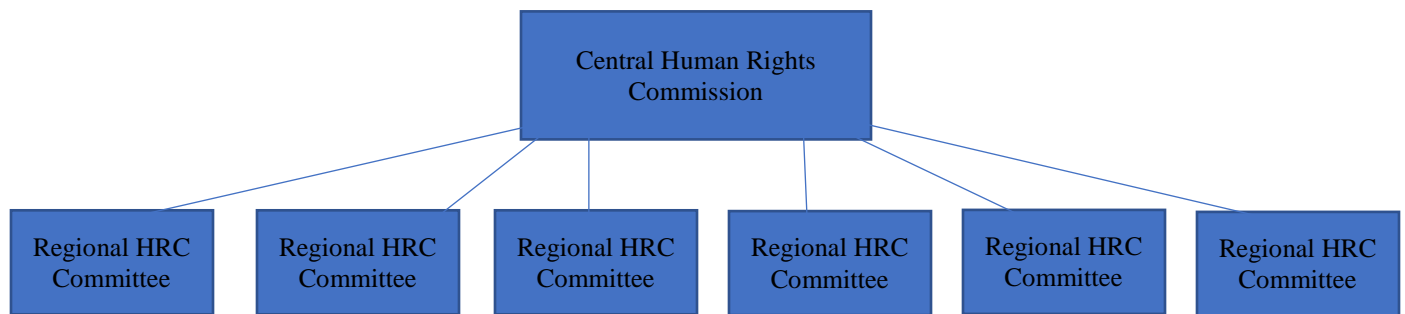 Central Human Rights
Commission
Regional HRC
Committee
Regional HRC
Committee
Regional HRC
Committee
Regional HRC
Committee
Regional HRC
Committee
Regional HRC
Committee